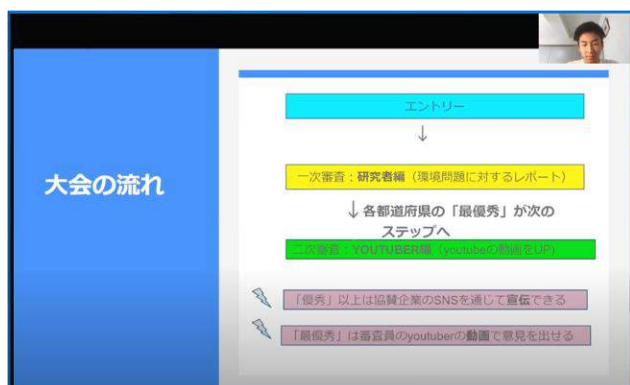 大会の流れ
エントリー
↓
一次審査：研究者編（環境問題に対するレポート）
↓各都道府県の「最優秀」が次の
ステップへ
二次審査：YOUTUBER編（youtubeの動画をUP）
「優秀」以上は協賛企業のSNSを通じて宣伝できる
「最優秀」は審査員のyoutuberの動画で意見を出せる